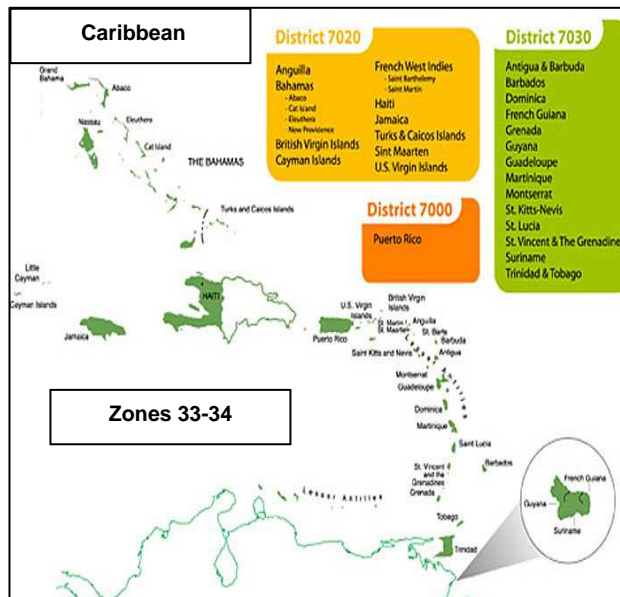 Caribbean
District 7020
Anguilla
Bahamas
- Abaco
- Cat Island
- Eleuthera
- New Providence
British Virgin Islands
Cayman Islands
French West Indies
- Saint Barthelemy
- Saint Martin
Haiti
Jamaica
Turks & Caicos Islands
Sint Maarten
U.S. Virgin Islands
District 7030
Antigua & Barbuda
Barbados
Dominica
French Guiana
Grenada
Guyana
Guadeloupe
Martinique
Montserrat
St. Kitts-Nevis
St. Lucia
St. Vincent & The Grenadine
Suriname
Trinidad & Tobago
District 7000
Puerto Rico
Grand
Bahama
Abaco
Nassau
Eleuthera
Cat Island
THE BAHAMAS
Turks and Caicos Islands
Little
Cayman
Cayman Islands
HAITI
Jamaica
U.S. Virgin
Islands
British Virgin
Islands
Puerto Rico
St. Martin /
St. Maarten
Anguilla
St. Barts
Barbuda
Saint Kitts and Nevis
Antigua
Montserrat
Guadeloupe
Dominica
Martinique
Saint Lucia
St. Vincent
and the
Grenadines
Barbados
Grenada
Zones 33-34
Lesser Antilles
Tobago
Trinidad
French Guiana
Guyana
Suriname